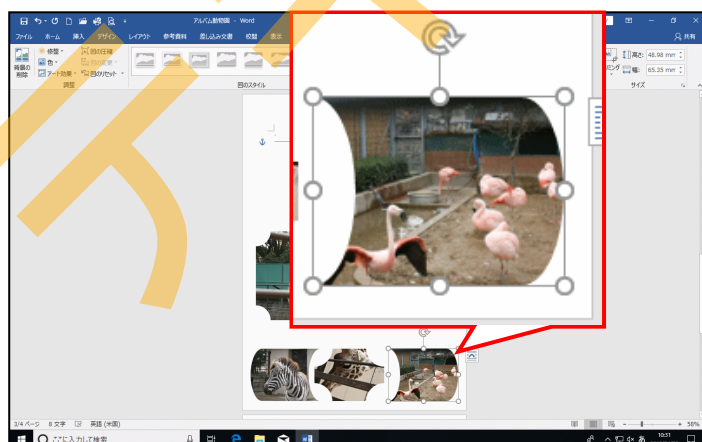 アルバム動物園 - Word
ファイル ホーム 挿入 デザイン レイアウト 参考資料 差し込み文書 校閲 表示
共有
背景の
削除
修整
色
アート効果
図の圧縮
図の変更
図のリセット
調整
図のスタイル
高さ: 48.98 mm
幅: 65.35 mm
サイズ
3/4 ページ 8 文字 英語 (米国)
58%
ここに入力して検索
あ
10:31